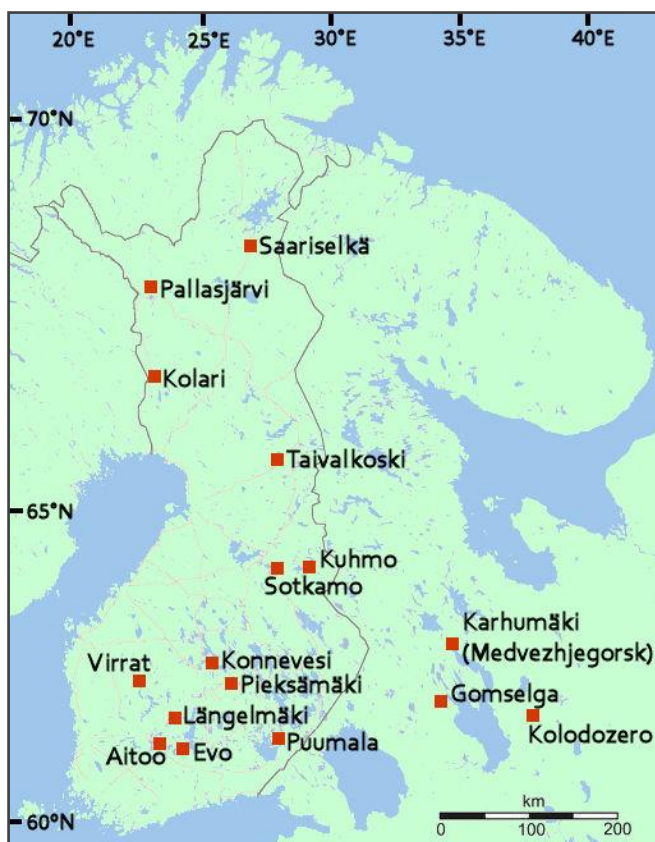 20°E 25°E 30°E 35°E 40°E
70°N
Saariselkä
Pallasjärvi
Kolari
Taivalkoski
65°N
Kuhmo
Sotkamo
Karhumäki
(Medvezhjegorsk)
Virrat
Konnevesi
Pieksämäki
Gomselga
Längelmäki
Kolodozero
Puumala
Aitoo
Evo
km
0 100 200
60°N